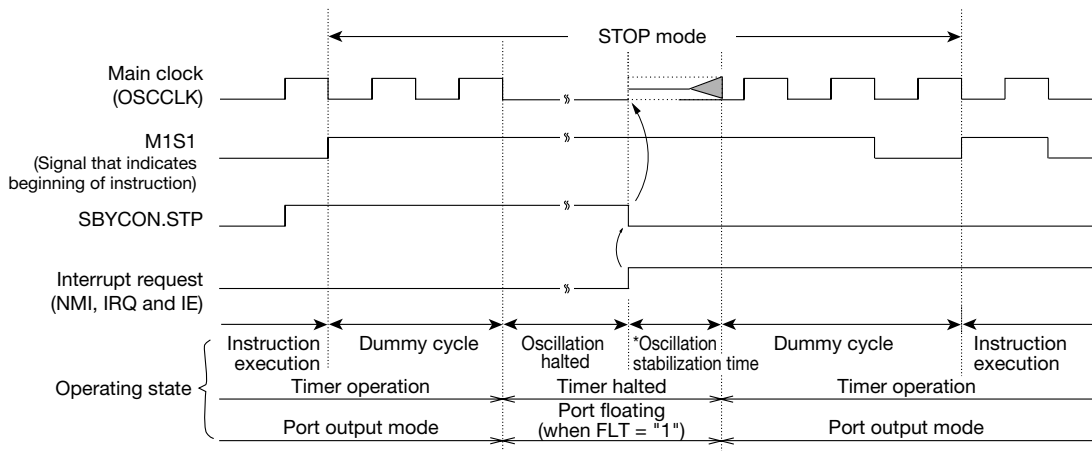 STOP mode
Main clock
(OSCCLK)
M1S1
(Signal that indicates
beginning of instruction)
SBYCON.STP
Interrupt request
(NMI, IRQ and IE)
Operating state
Instruction
execution
Dummy cycle
Oscillation
halted
*Oscillation
stabilization time
Dummy cycle
Instruction
execution
Timer operation
Timer halted
Timer operation
Port output mode
Port floating
(when FLT = "1")
Port output mode